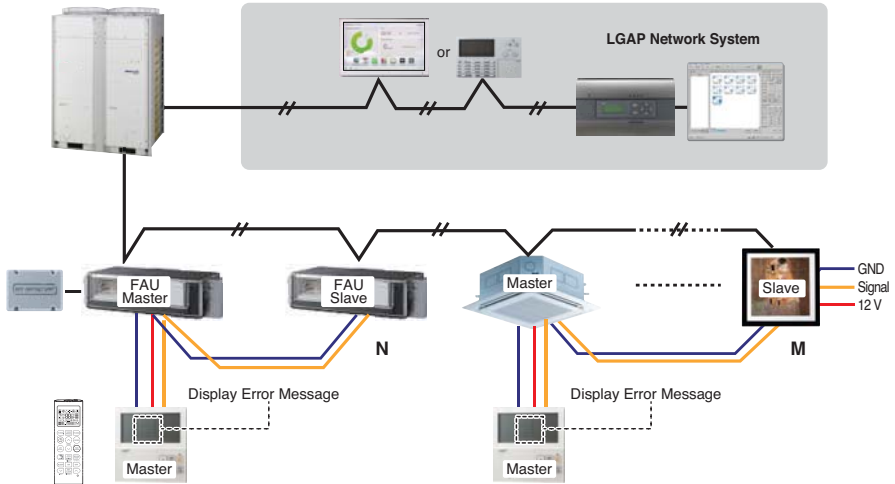 LGAP Network System
or
FAU
Master
FAU
Slave
Master
Slave
GND
Signal
12 V
N
M
Display Error Message
Display Error Message
Master
Master